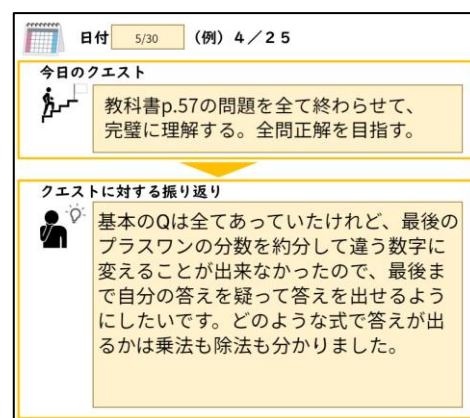 日付 5/30 (例)4/25
今日のクエスト
教科書p.57の問題を全て終わらせて、
完璧に理解する。全問正解を目指す。
クエストに対する振り返り
基本のQは全てあっていたけれど、最後の
プラスワンの分数を約分して違う数字に
変えることが出来なかったので、最後ま
で自分の答えを疑って答えを出せるよう
にしたいです。どのような式で答えが出
るかは乗法も除法も分かりました。